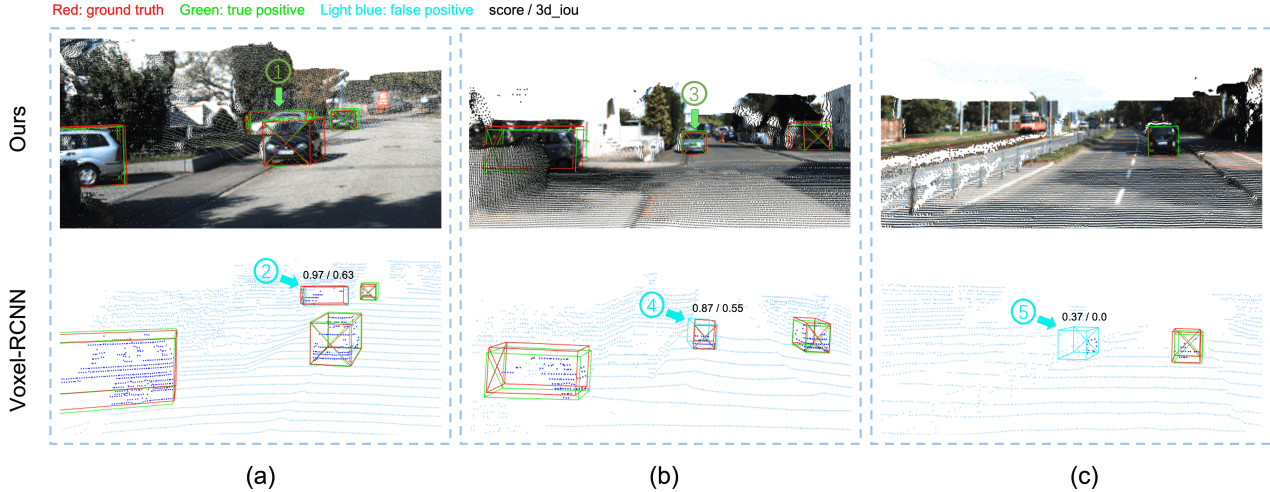 Red: ground truth Green: true positive Light blue: false positive score / 3d_iou
Ours
①
③
Voxel-RCNN
② 0.97 / 0.63
④ 0.87 / 0.55
⑤ 0.37 / 0.0
(a) (b) (c)